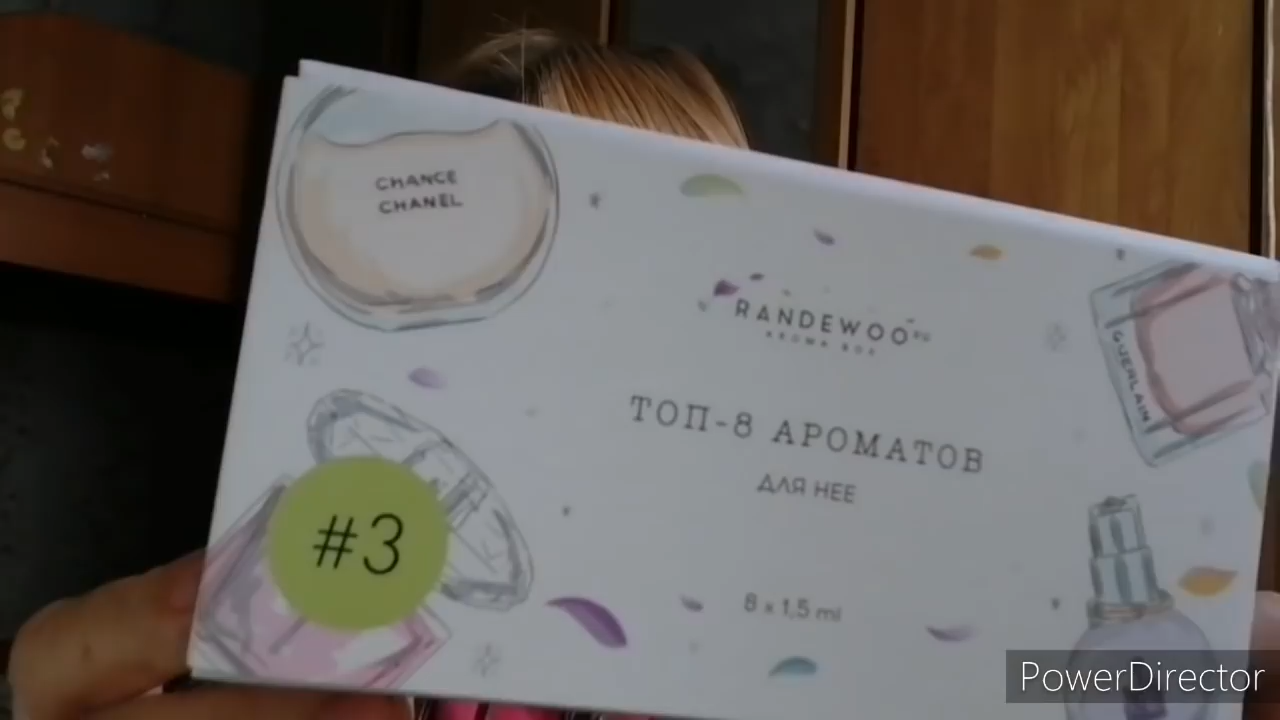 CHANCE
CHANEL
RANDEWOO RU
AROMA BOX
GUERLAIN
ТОП-8 АРОМАТОВ
ДЛЯ НЕЕ
#3
8 x 1,5 ml
PowerDirector